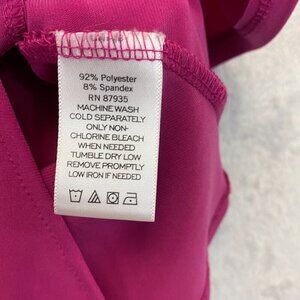 92% Polyester
8% Spandex
RN 87935
MACHINE WASH
COLD SEPARATELY
ONLY NON-
CHLORINE BLEACH
WHEN NEEDED
TUMBLE DRY LOW
REMOVE PROMPTLY
LOW IRON IF NEEDED